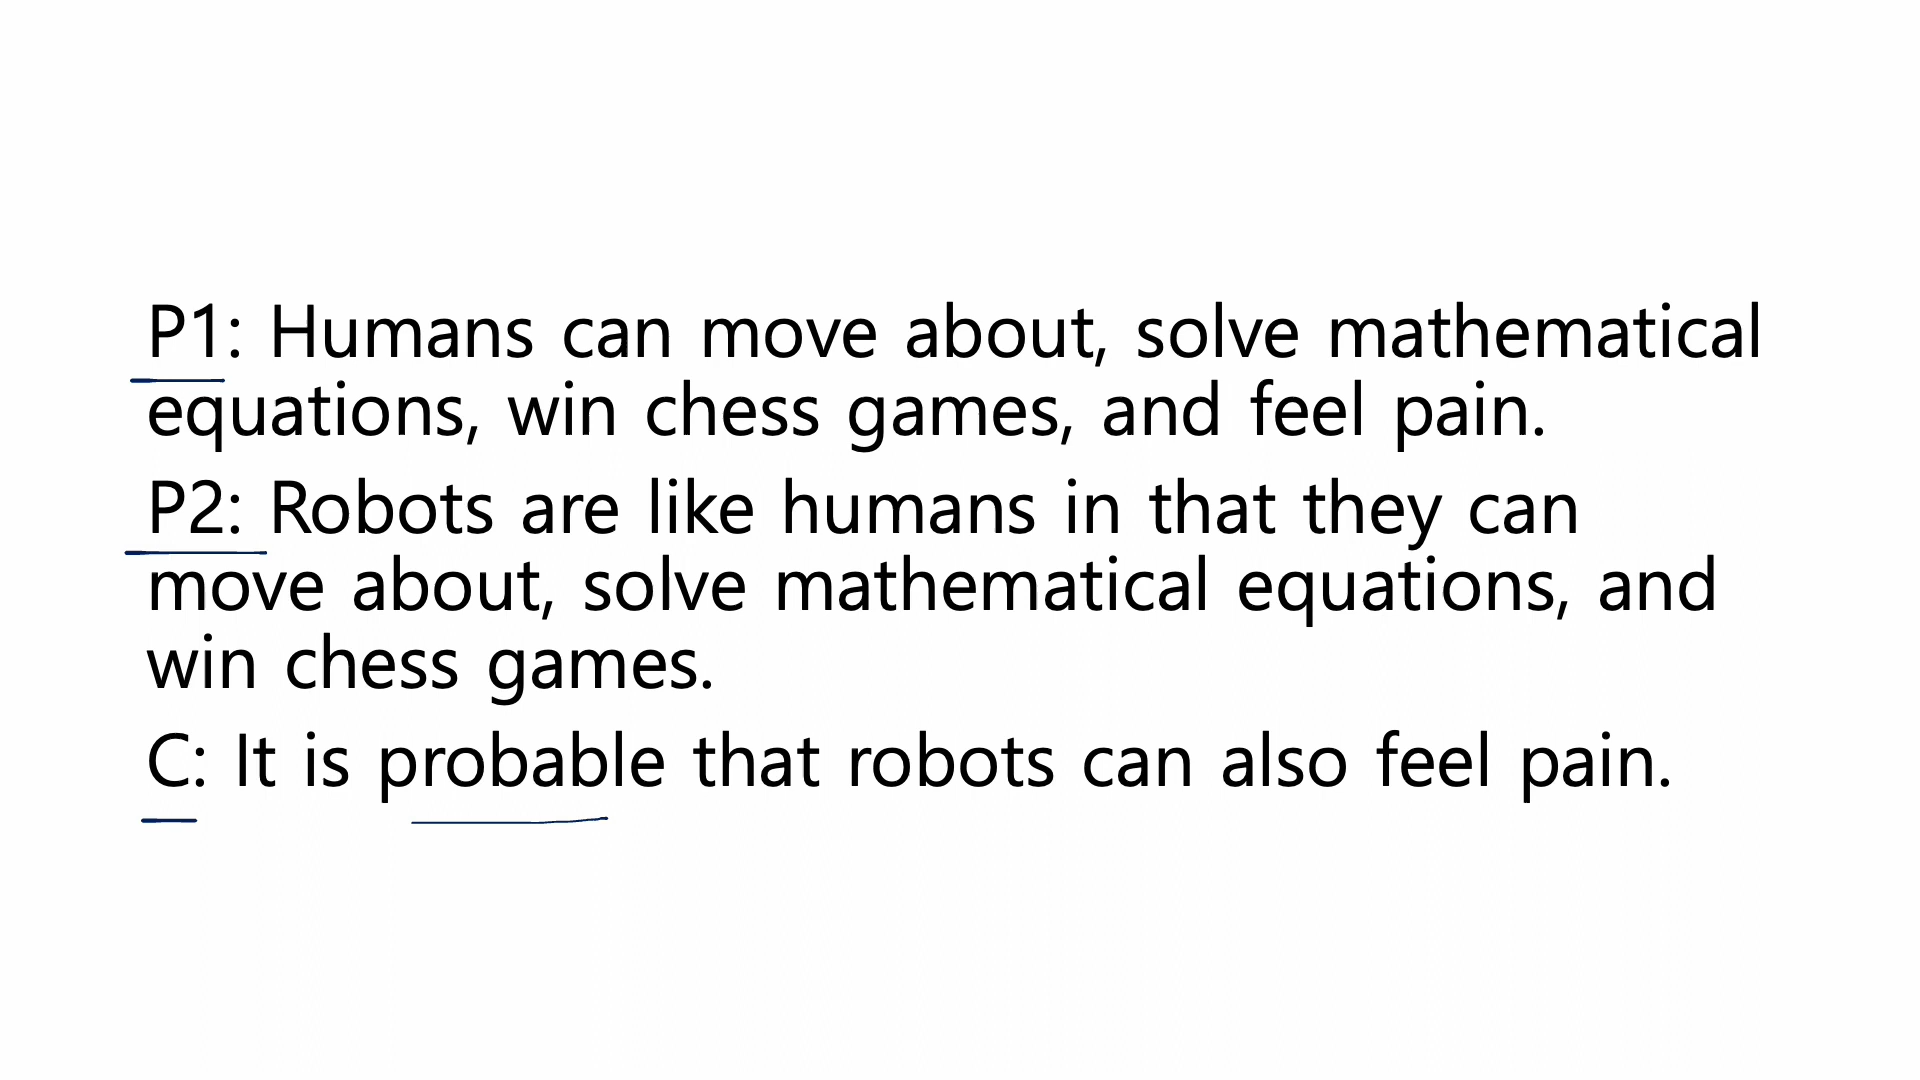 P1: Humans can move about, solve mathematical
equations, win chess games, and feel pain.
P2: Robots are like humans in that they can
move about, solve mathematical equations, and
win chess games.
C: It is probable that robots can also feel pain.